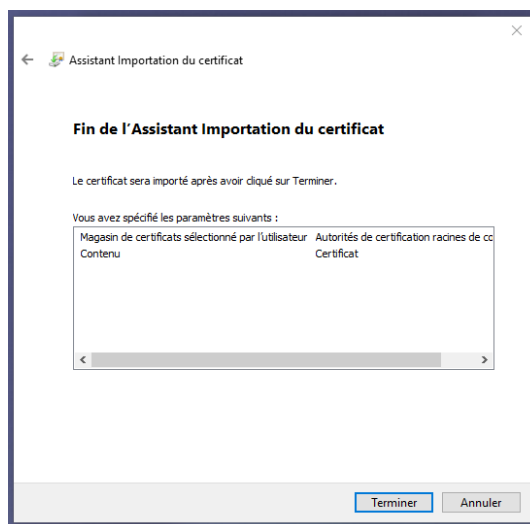 Assistant Importation du certificat
Fin de l'Assistant Importation du certificat
Le certificat sera importé après avoir cliqué sur Terminer.
Vous avez spécifié les paramètres suivants :
Magasin de certificats sélectionné par l'utilisateur Autorités de certification racines de cc
Contenu Certificat
Terminer Annuler